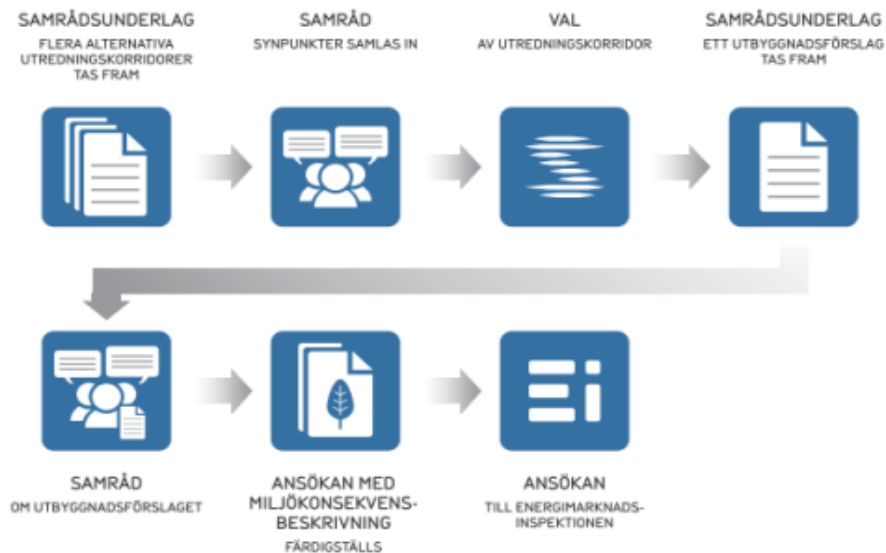 SAMRÅDSUNDERLAG
FLERA ALTERNATIVA
UTREDNINGSKORRIDORER
TAS FRAM
SAMRÅD
SYNPUNKTER SAMLAS IN
VAL
AV UTREDNINGSKORRIDOR
SAMRÅDSUNDERLAG
ETT UTBYGGNADSFÖRSLAG
TAS FRAM
SAMRÅD
OM UTBYGGNADSFÖRSLAGET
ANSÖKAN MED
MILJÖKONSEKVENS-
BESKRIVNING
FÄRDIGSTÄLLS
Ei
ANSÖKAN
TILL ENERGIMARKNADS-
INSPEKTIONEN